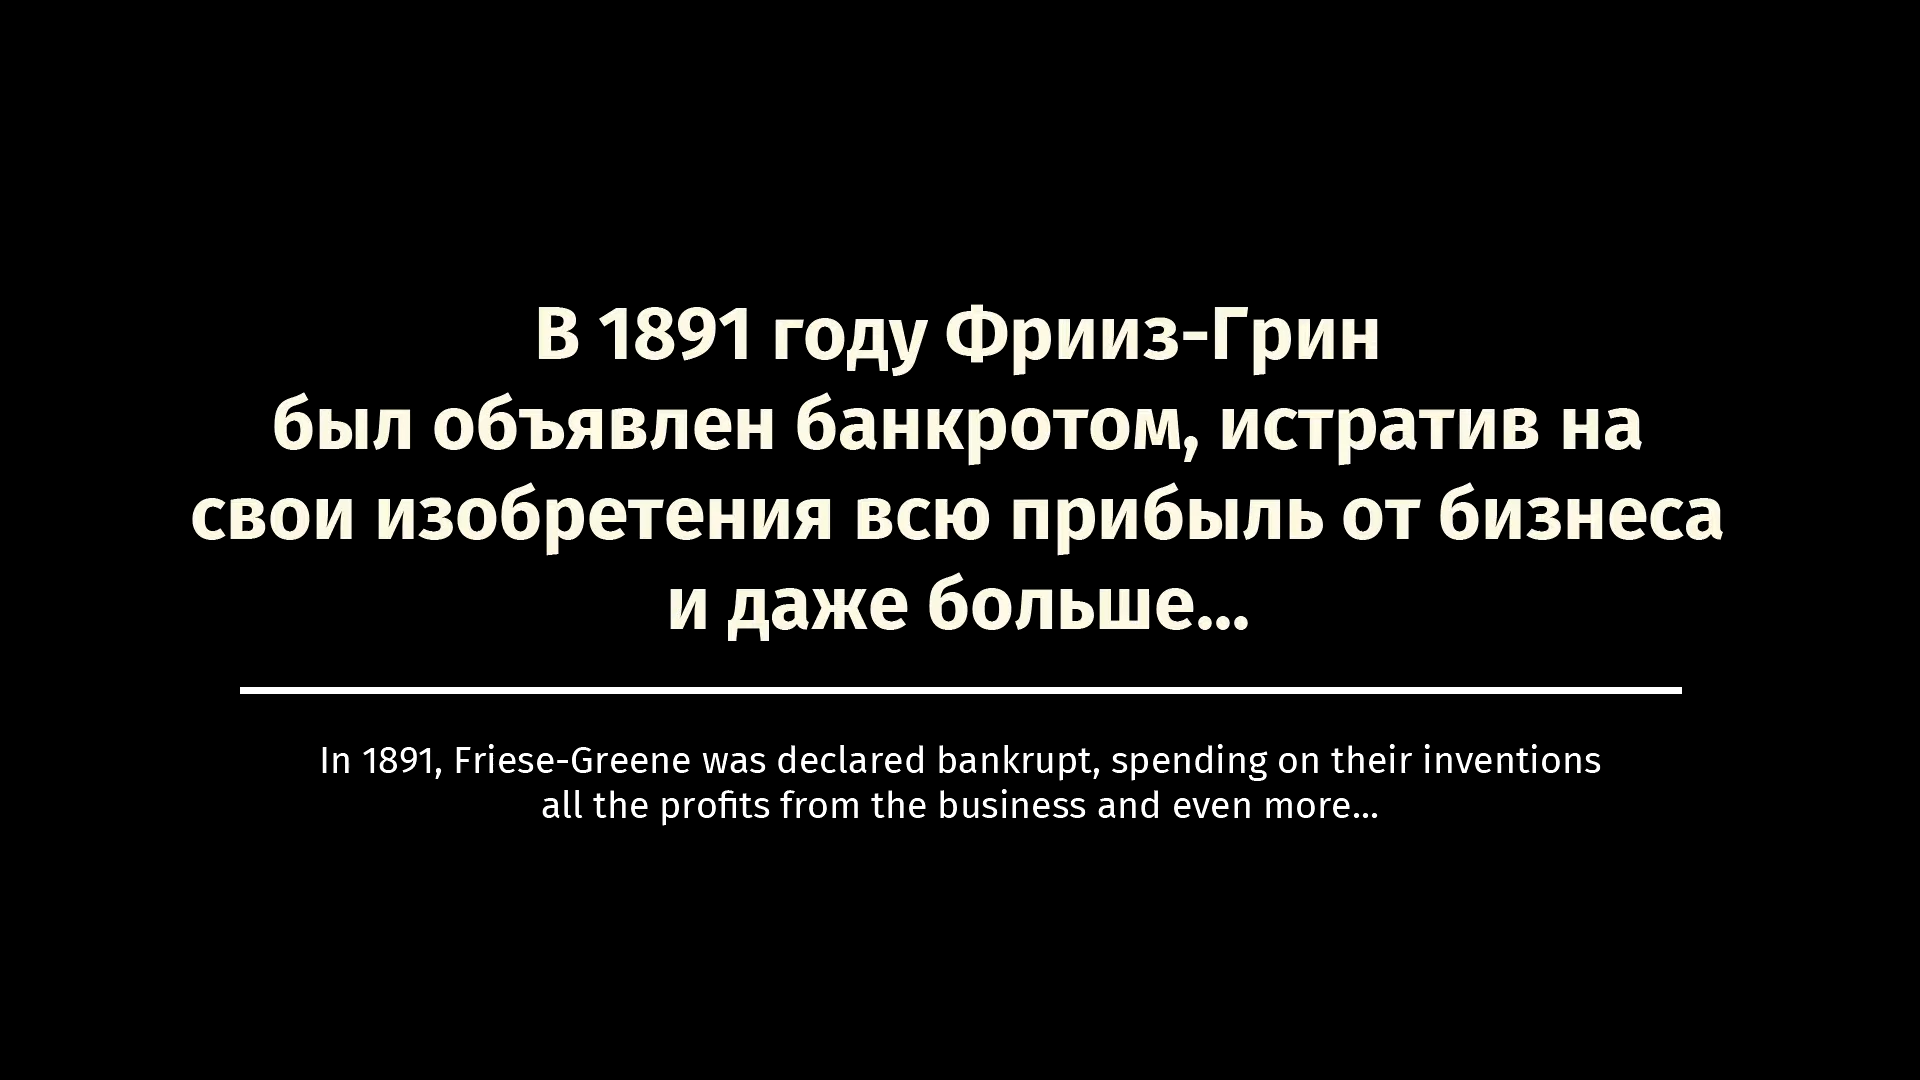 В 1891 году Фрииз-Грин
был объявлен банкротом, истратив на
свои изобретения всю прибыль от бизнеса
и даже больше...
In 1891, Friese-Greene was declared bankrupt, spending on their inventions
all the profits from the business and even more...